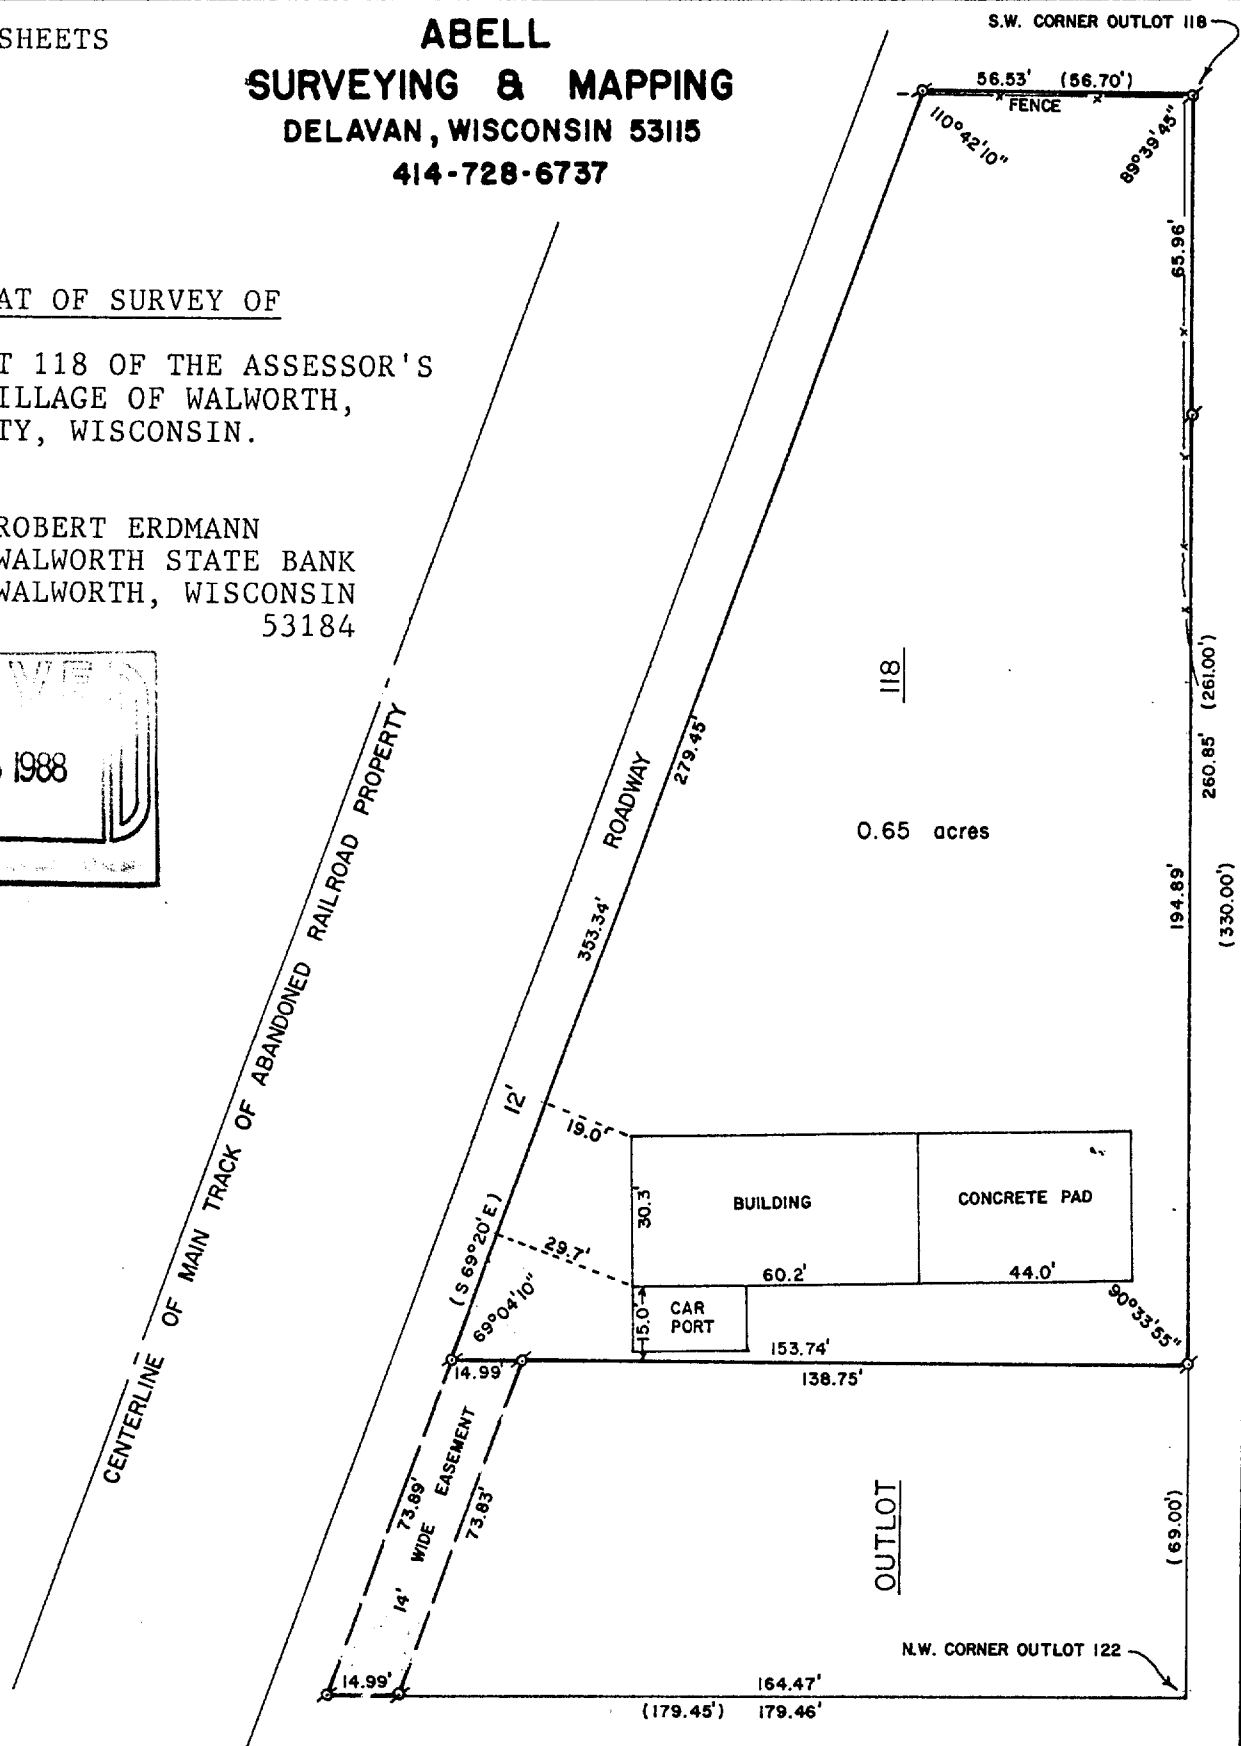 SHEETS
ABELL
SURVEYING & MAPPING
DELAVAN, WISCONSIN 53115
414-728-6737
S.W. CORNER OUTLOT 118
56.53' (56.70')
FENCE
110°42'10"
89°39'45"
65.96'
AT OF SURVEY OF
T 118 OF THE ASSESSOR'S
ILLAGE OF WALWORTH,
TY, WISCONSIN.
ROBERT ERDMANN
WALWORTH STATE BANK
WALWORTH, WISCONSIN
53184
VED
1988
118
(261.00')
260.85'
279.45'
ROADWAY
0.65 acres
194.89'
(330.00')
353.34'
CENTERLINE OF MAIN TRACK OF ABANDONED RAILROAD PROPERTY
12'
19.0'
30.3'
BUILDING
CONCRETE PAD
(S 69°20'E)
29.7'
60.2'
44.0'
69°04'10"
15.0'
CAR
PORT
90°33'55"
153.74'
14.99'
138.75'
73.89'
14' WIDE EASEMENT
73.83'
OUTLOT
(69.00')
N.W. CORNER OUTLOT 122
14.99'
164.47'
(179.45') 179.46'